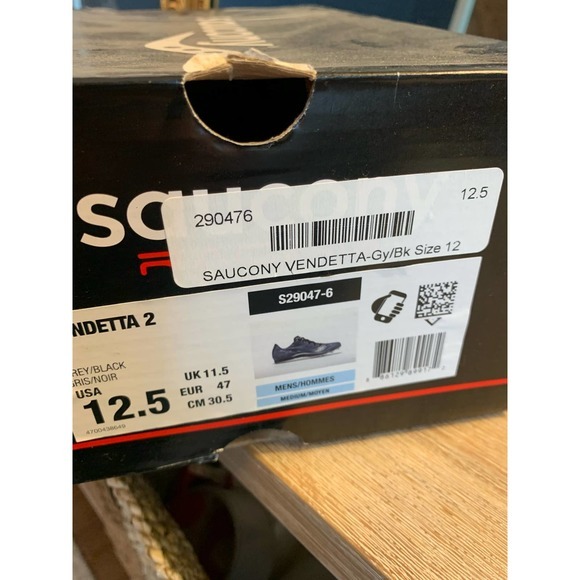 saucony
290476
12.5
SAUCONY VENDETTA-Gy/Bk Size 12
NDETTA 2
S29047-6
REY/BLACK
GRIS/NOIR
USA
12.5
UK 11.5
EUR 47
CM 30.5
MENS/HOMMES
MEDIUM/MOYEN